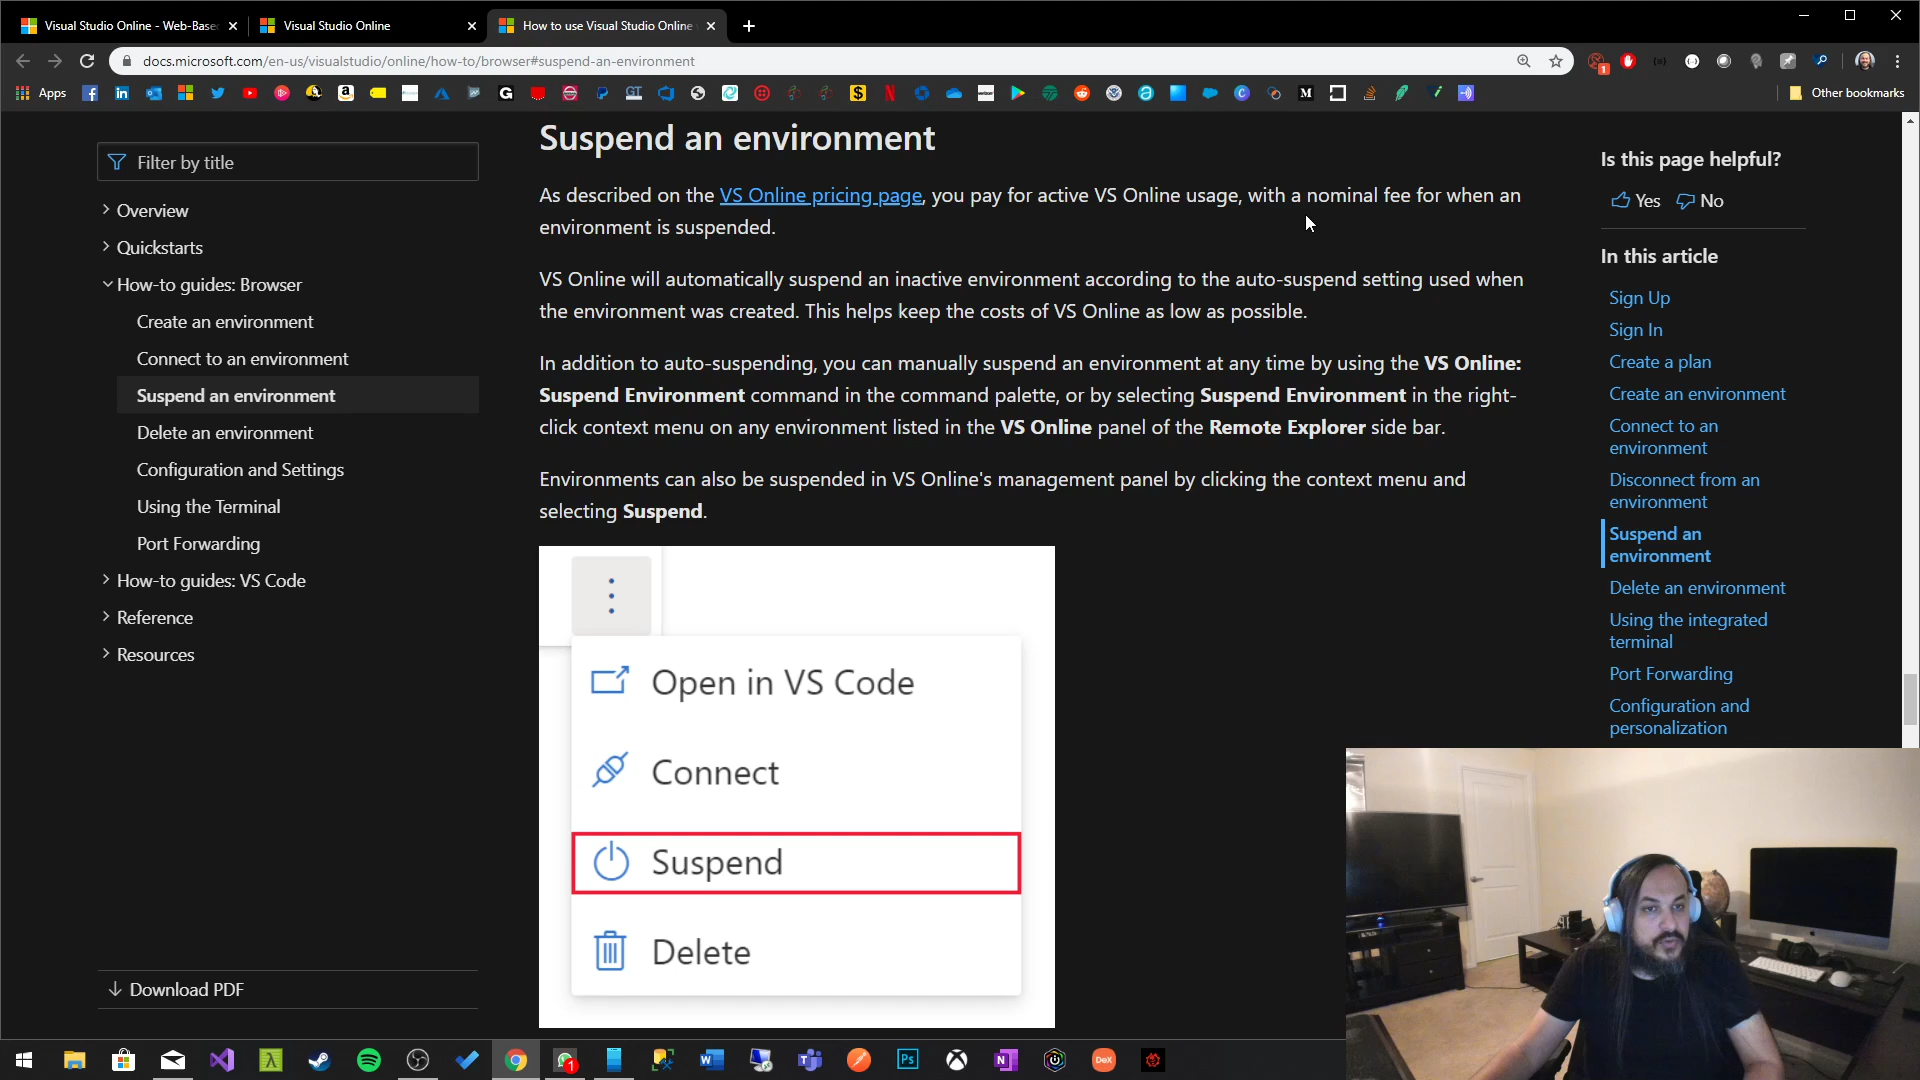 Visual Studio Online - Web-Base
Visual Studio Online
How to use Visual Studio Online
docs.microsoft.com/en-us/visualstudio/online/how-to/browser#suspend-an-environment
Apps
Other bookmarks
Filter by title
Overview
Quickstarts
How-to guides: Browser
Create an environment
Connect to an environment
Suspend an environment
Delete an environment
Configuration and Settings
Using the Terminal
Port Forwarding
How-to guides: VS Code
Reference
Resources
Download PDF
Suspend an environment
As described on the VS Online pricing page, you pay for active VS Online usage, with a nominal fee for when an
environment is suspended.
VS Online will automatically suspend an inactive environment according to the auto-suspend setting used when
the environment was created. This helps keep the costs of VS Online as low as possible.
In addition to auto-suspending, you can manually suspend an environment at any time by using the VS Online:
Suspend Environment command in the command palette, or by selecting Suspend Environment in the right-
click context menu on any environment listed in the VS Online panel of the Remote Explorer side bar.
Environments can also be suspended in VS Online's management panel by clicking the context menu and
selecting Suspend.
Open in VS Code
Connect
Suspend
Delete
Is this page helpful?
Yes No
In this article
Sign Up
Sign In
Create a plan
Create an environment
Connect to an
environment
Disconnect from an
environment
Suspend an
environment
Delete an environment
Using the integrated
terminal
Port Forwarding
Configuration and
personalization